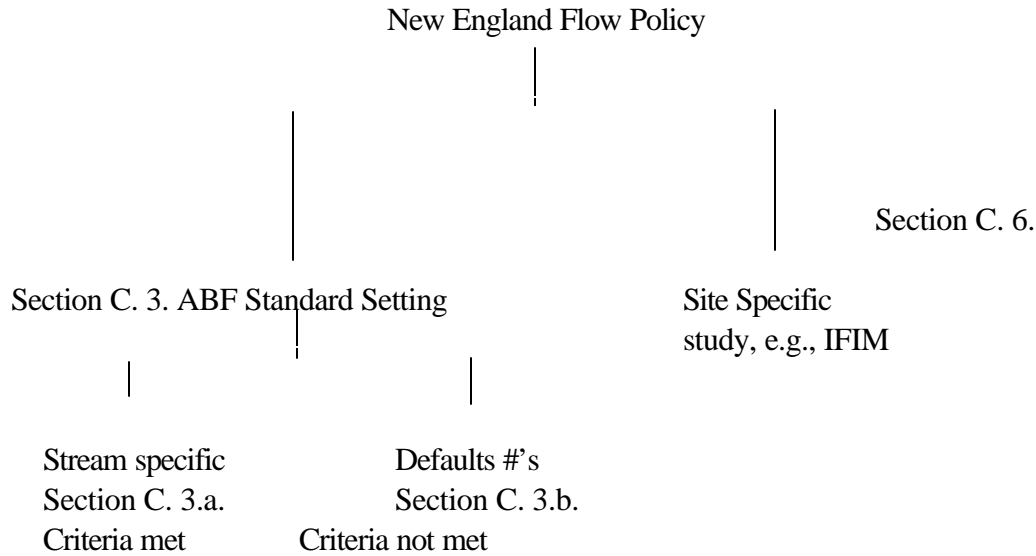 New England Flow Policy
Section C. 6.
Section C. 3. ABF Standard Setting
Site Specific
study, e.g., IFIM
Stream specific
Section C. 3.a.
Criteria met
Defaults #'s
Section C. 3.b.
Criteria not met